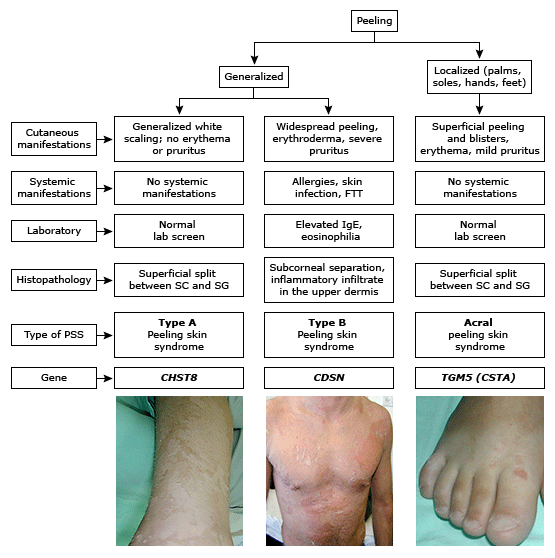 Peeling
Generalized
Localized (palms,
soles, hands, feet)
Cutaneous
manifestations
Generalized white
scaling; no erythema
or pruritus
Widespread peeling,
erythroderma, severe
pruritus
Superficial peeling
and blisters,
erythema, mild pruritus
Systemic
manifestations
No systemic
manifestations
Allergies, skin
infection, FTT
No systemic
manifestations
Laboratory
Normal
lab screen
Elevated IgE,
eosinophilia
Normal
lab screen
Histopathology
Superficial split
between SC and SG
Subcorneal separation,
inflammatory infiltrate
in the upper dermis
Superficial split
between SC and SG
Type of PSS
Type A
Peeling skin
syndrome
Type B
Peeling skin
syndrome
Acral
peeling skin
syndrome
Gene
CHST8
CDSN
TGM5 (CSTA)